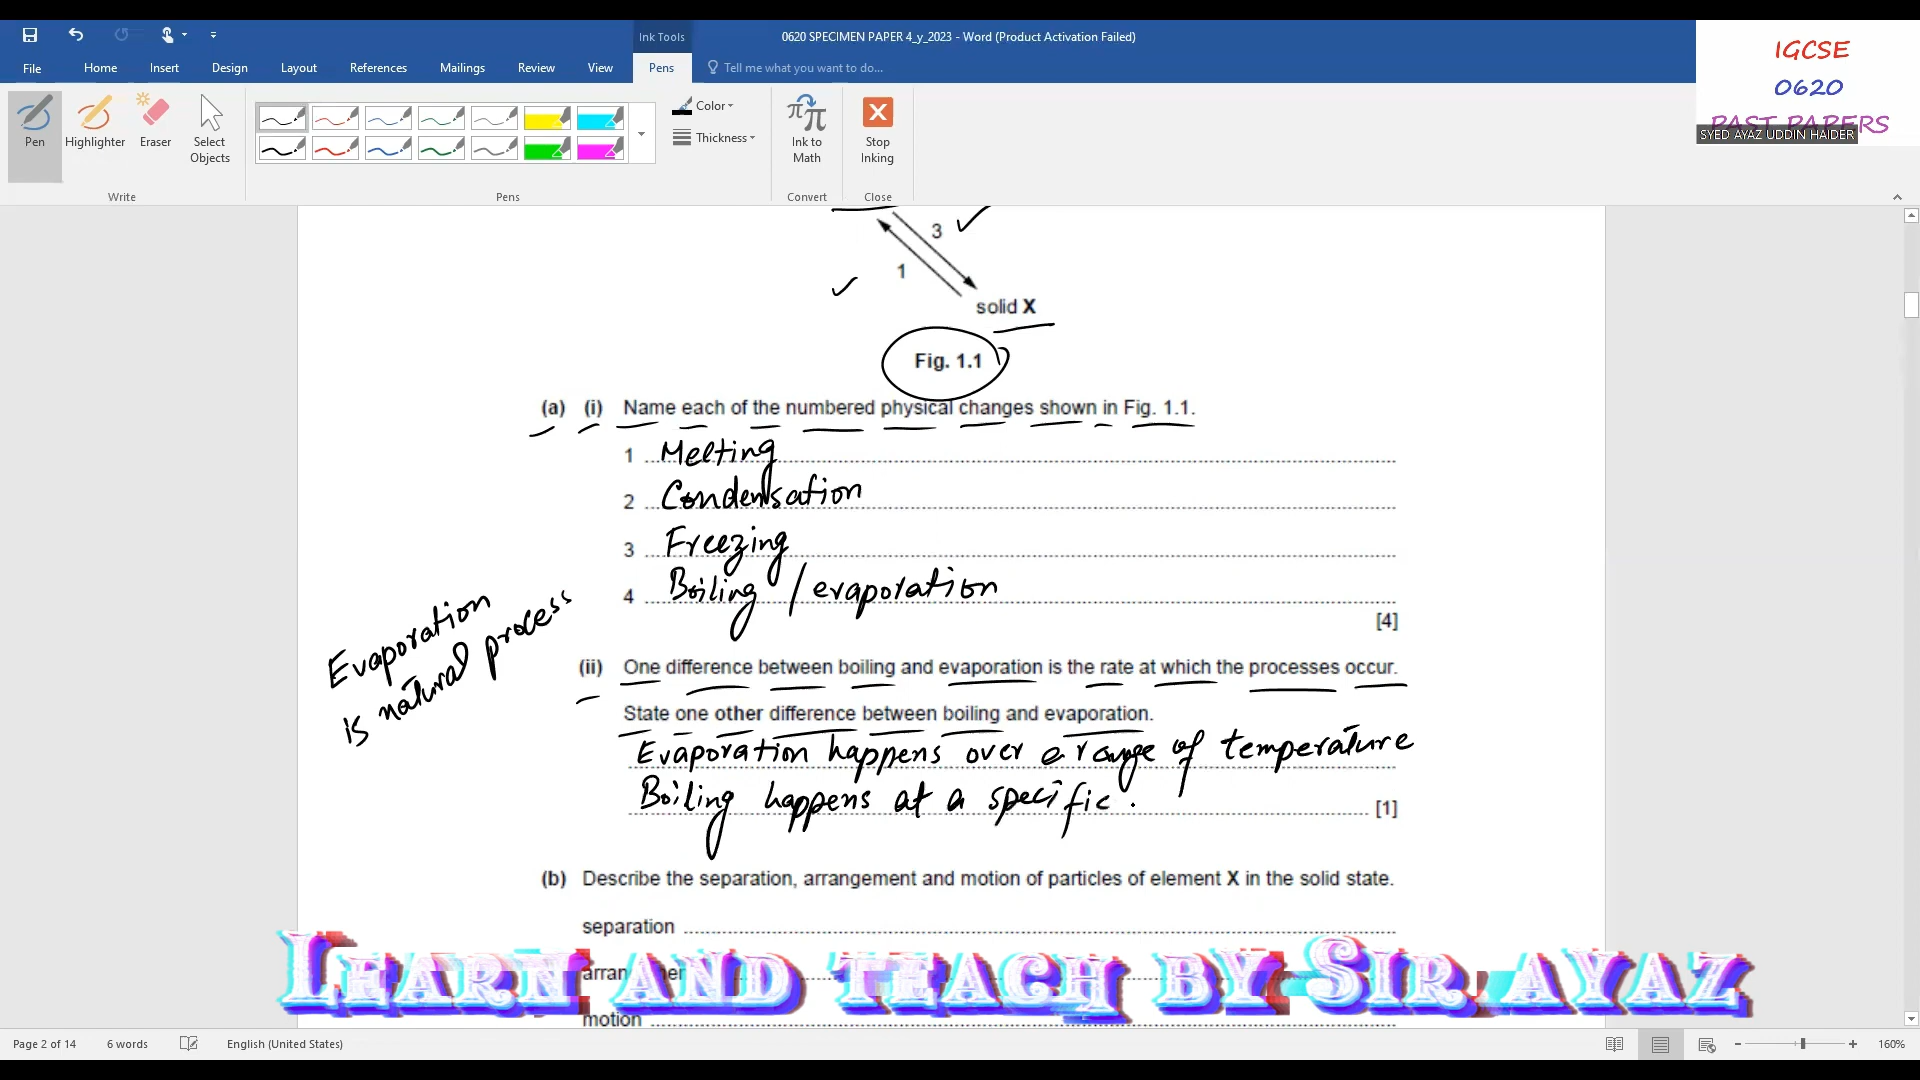 Ink Tools
0620 SPECIMEN PAPER 4_y_2023 - Word (Product Activation Failed)
File Home Insert Design Layout References Mailings Review View Pens Tell me what you want to do...
IGCSE
0620
PAST PAPERS
SYED AYAZ UDDIN HAIDER
Pen Highlighter Eraser Select Objects
Color
Thickness
Ink to Math
Stop Inking
Write Pens Convert Close
3
1
solid X
Fig. 1.1
(a) (i) Name each of the numbered physical changes shown in Fig. 1.1.
1 Melting
2 Condensation
3 Freezing
4 Boiling / evaporation
[4]
Evaporation
is natural process
(ii) One difference between boiling and evaporation is the rate at which the processes occur.
State one other difference between boiling and evaporation.
Evaporation happens over a range of temperature
Boiling happens at a specific . [1]
(b) Describe the separation, arrangement and motion of particles of element X in the solid state.
separation
LEARN AND TEACH BY SIR AYAZ
motion
Page 2 of 14 6 words English (United States) 160%